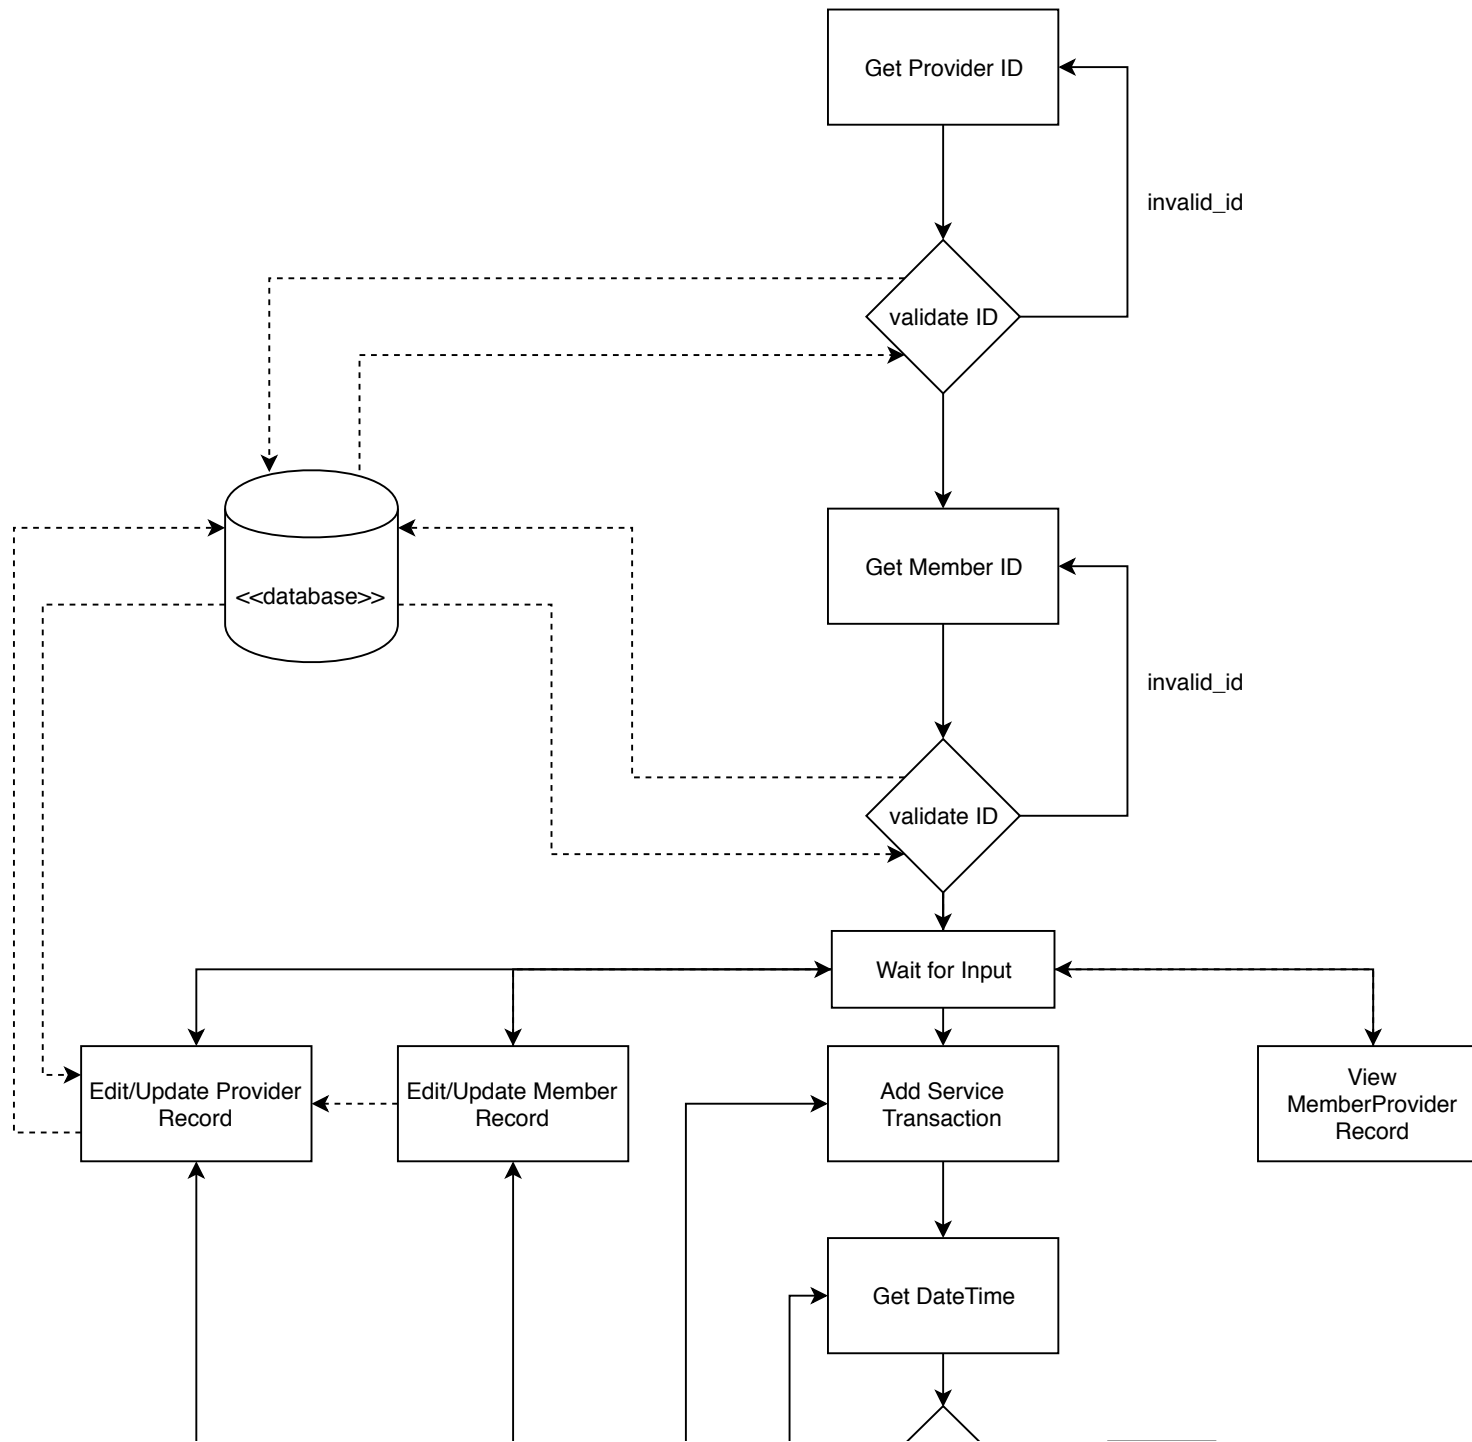 Get Provider ID
invalid_id
validate ID
<<database>>
Get Member ID
invalid_id
validate ID
Wait for Input
Edit/Update Provider
Record
Edit/Update Member
Record
Add Service
Transaction
View
MemberProvider
Record
Get DateTime